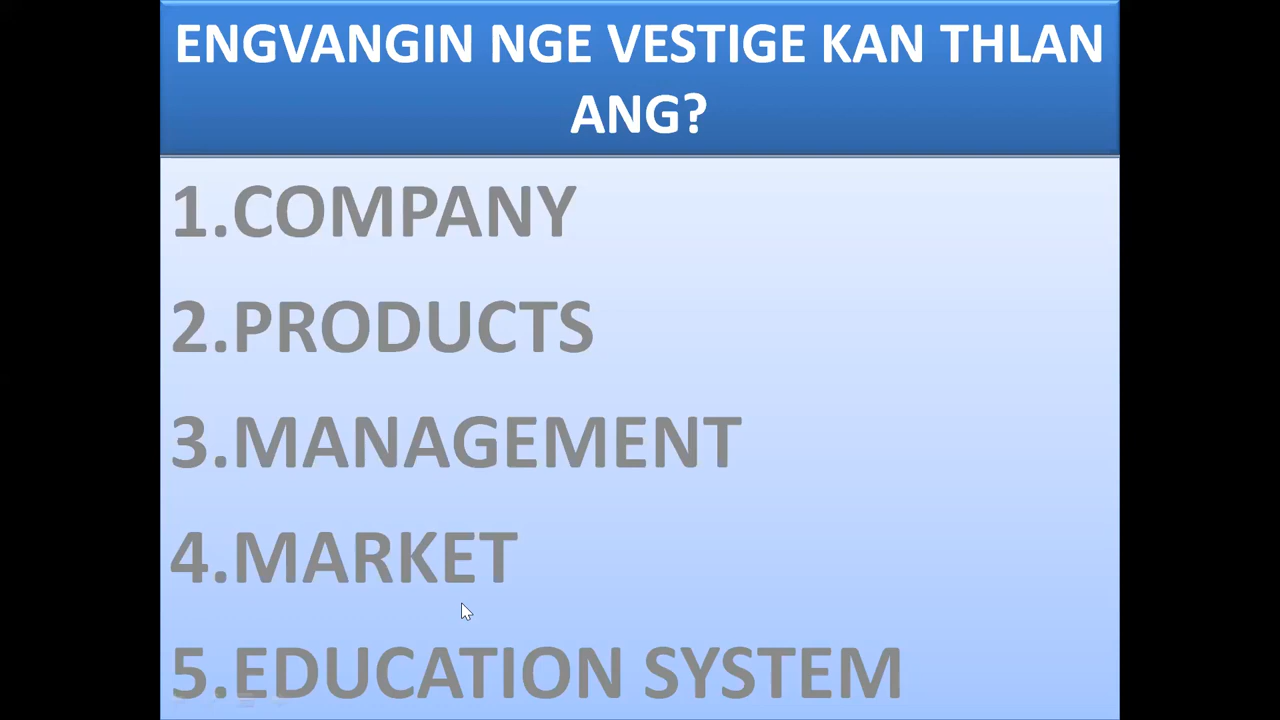 ENGVANGIN NGE VESTIGE KAN THLAN
ANG?
1.COMPANY
2.PRODUCTS
3.MANAGEMENT
4.MARKET
5.EDUCATION SYSTEM